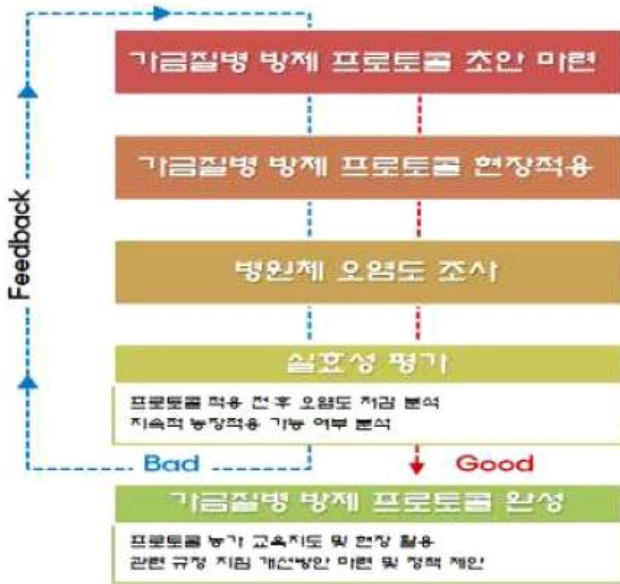 가금질병 방제 프로토콜 초안 마련
가금질병 방제 프로토콜 현장적용
병원체 오염도 조사
Feedback
실효성 평가
프로토콜 적용 전후 오염도 저감 분석
지속적 농장적용 가능 여부 분석
Bad
Good
가금질병 방제 프로토콜 완성
프로토콜 농가 교육지도 및 현장 활용
관련 규정 지침 개선방안 마련 및 정책 제안